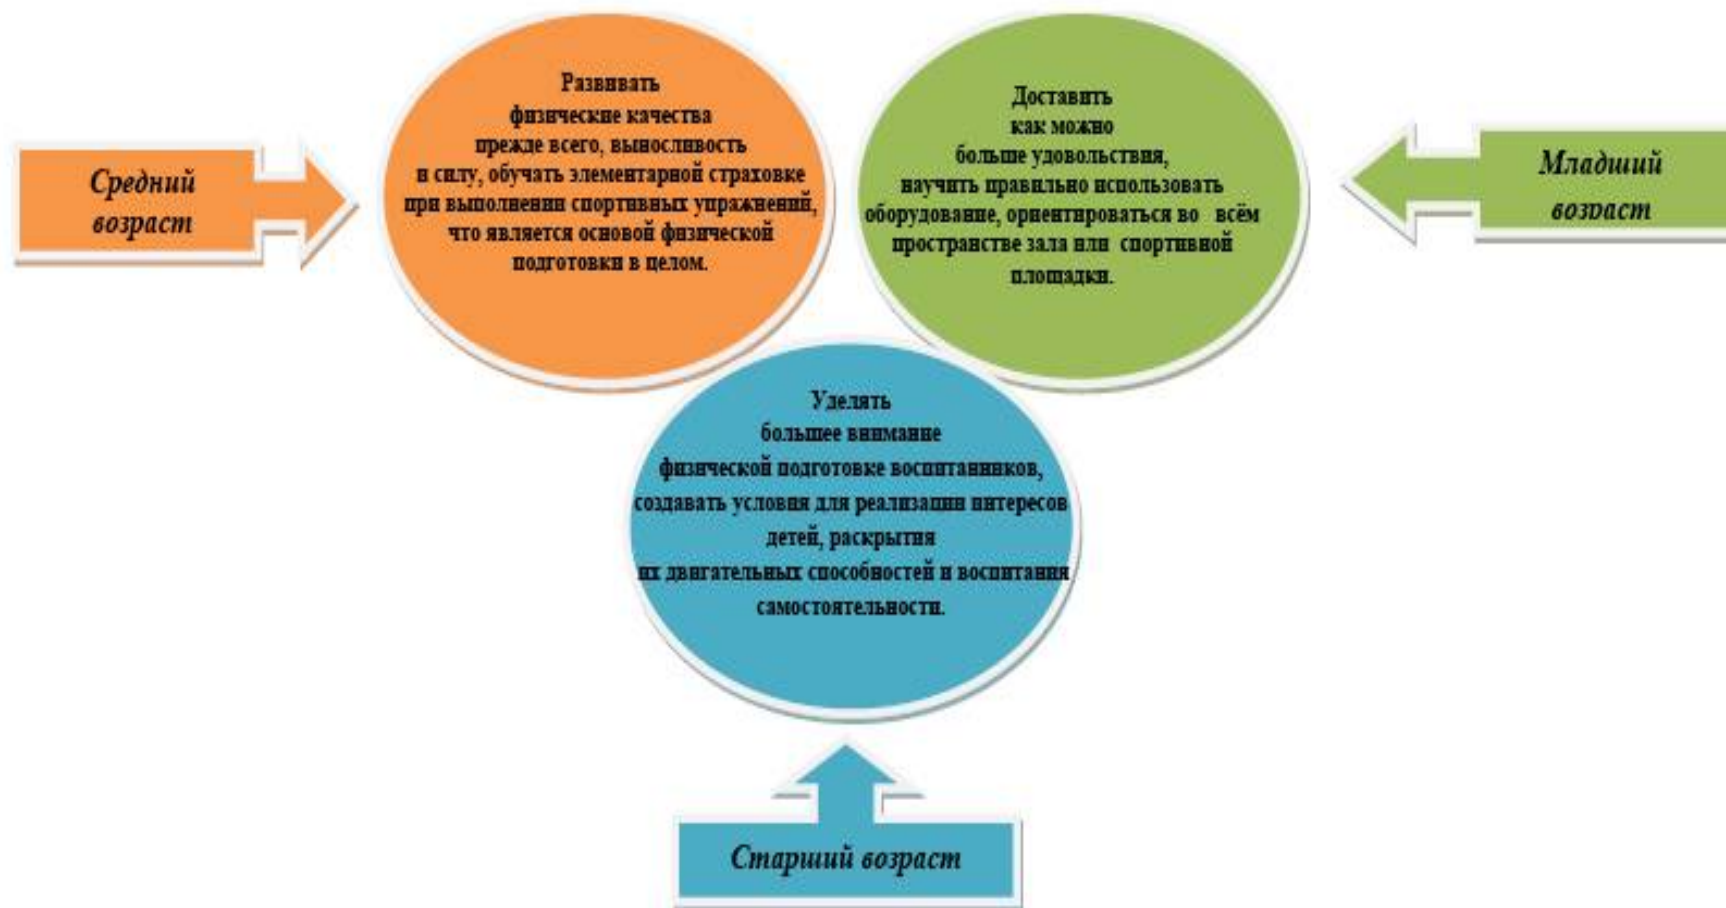 Средний
возраст
Развивать
физические качества
прежде всего, выносливость
и силу, обучать элементарной страховке
при выполнении спортивных упражнений,
что является основой физической
подготовки в целом.
Доставить
как можно
больше удовольствия,
научить правильно использовать
оборудование, ориентироваться во всём
пространстве зала или спортивной
площадки.
Младший
возраст
Уделять
большее внимание
физической подготовке воспитанников,
создавать условия для реализации интересов
детей, раскрытия
их двигательных способностей и воспитания
самостоятельности.
Старший возраст